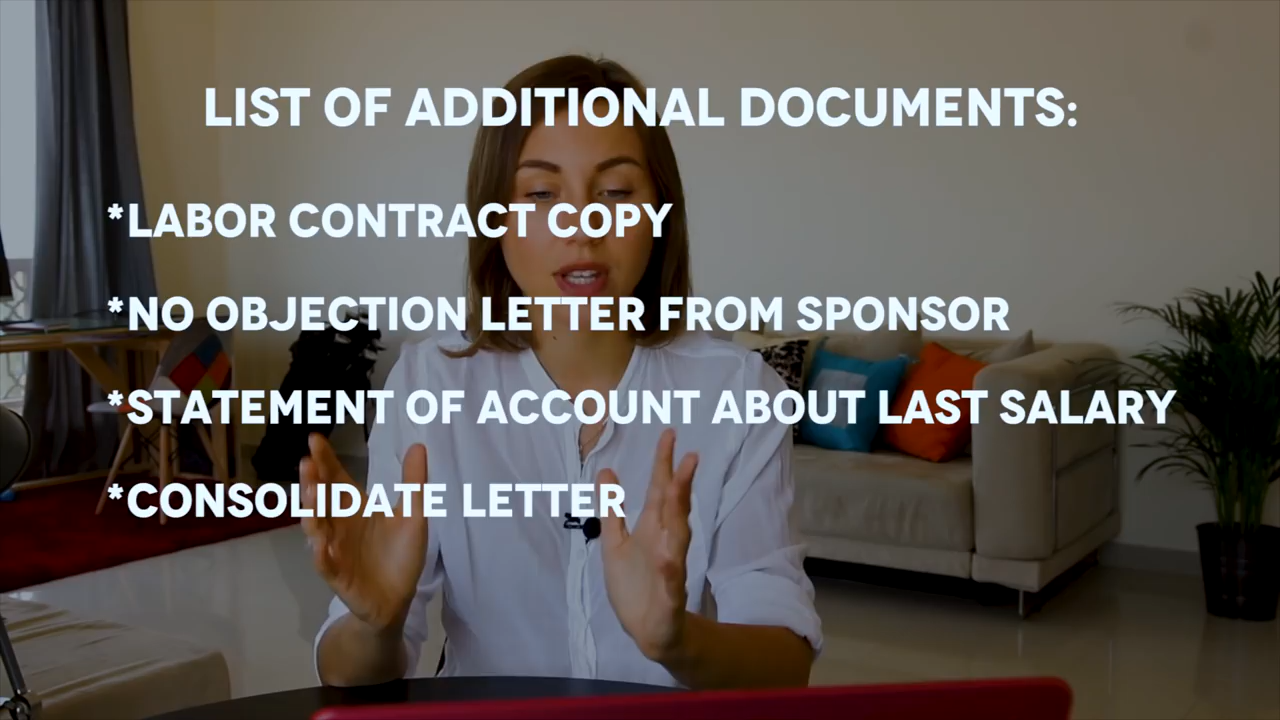 LIST OF ADDITIONAL DOCUMENTS:
*LABOR CONTRACT COPY
*NO OBJECTION LETTER FROM SPONSOR
*STATEMENT OF ACCOUNT ABOUT LAST SALARY
*CONSOLIDATE LETTER